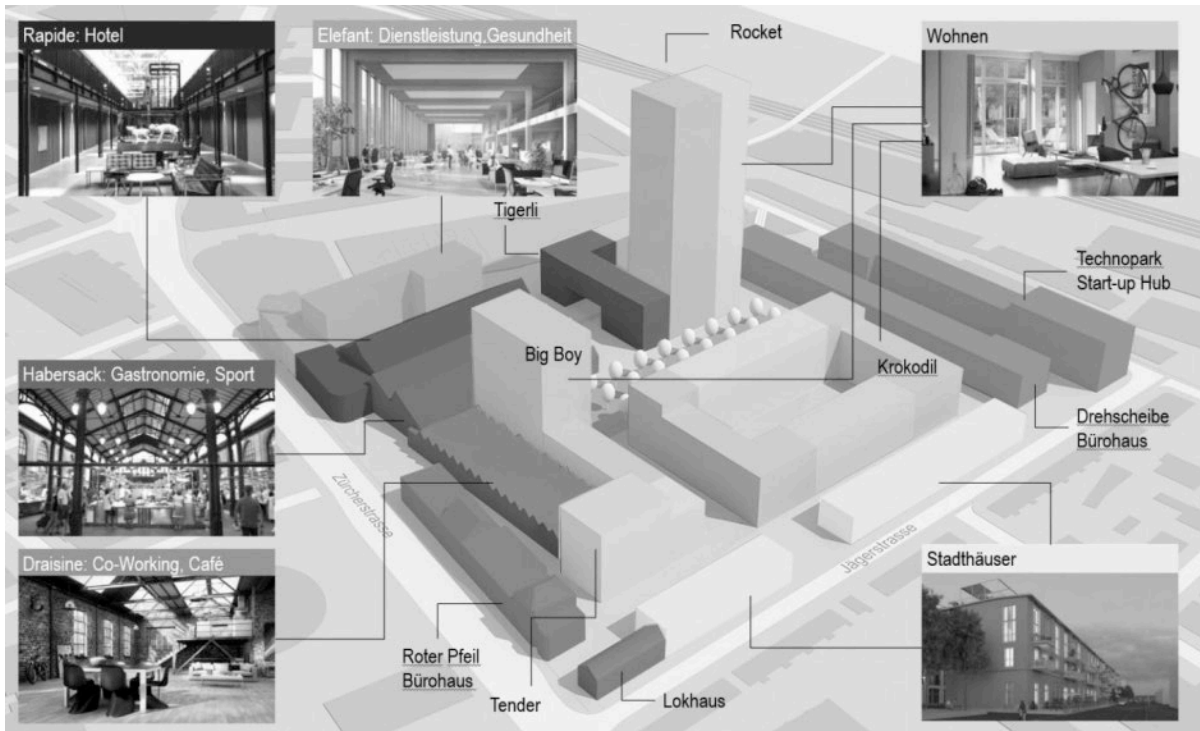 Rapide: Hotel
Elefant: Dienstleistung,Gesundheit
Rocket
Wohnen
Tigerli
Technopark
Start-up Hub
Big Boy
Krokodil
Habersack: Gastronomie, Sport
Drehscheibe
Bürohaus
Zürcherstrasse
Jägerstrasse
Draisine: Co-Working, Café
Stadthäuser
Roter Pfeil
Bürohaus
Tender
Lokhaus